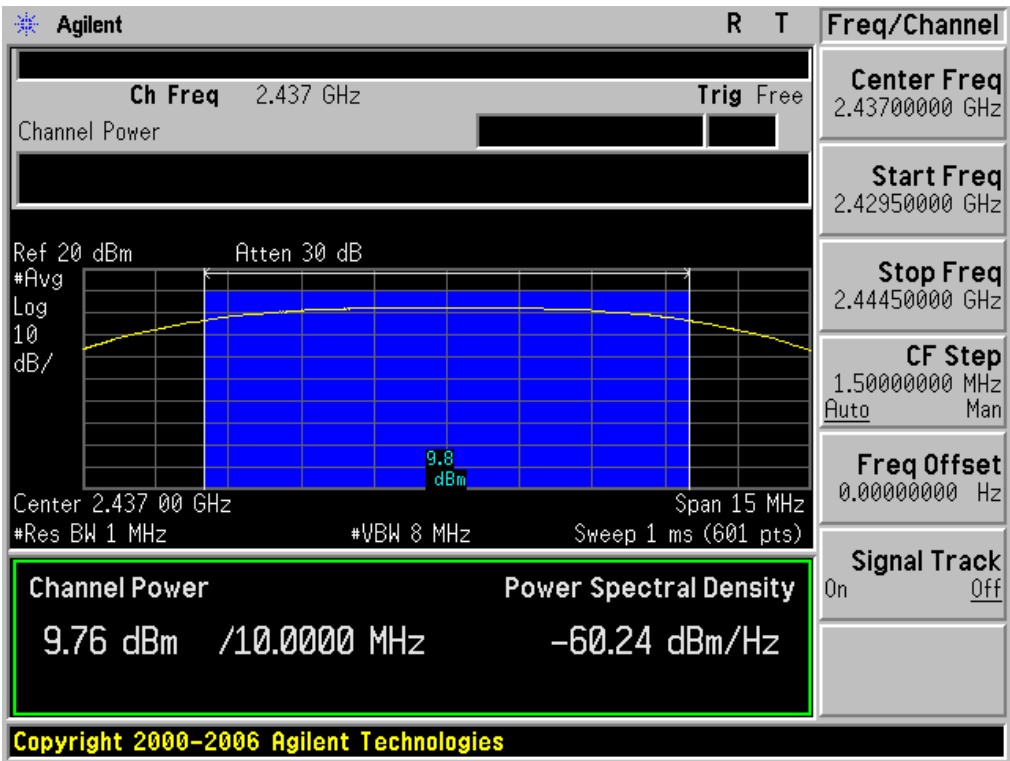 Agilent R T
Ch Freq 2.437 GHz Trig Free
Channel Power
Ref 20 dBm Atten 30 dB
#Avg
Log
10
dB/
9.8
dBm
Center 2.437 00 GHz Span 15 MHz
#Res BW 1 MHz #VBW 8 MHz Sweep 1 ms (601 pts)
Channel Power Power Spectral Density
9.76 dBm /10.0000 MHz -60.24 dBm/Hz
Copyright 2000-2006 Agilent Technologies
Freq/Channel
Center Freq
2.43700000 GHz
Start Freq
2.42950000 GHz
Stop Freq
2.44450000 GHz
CF Step
1.50000000 MHz
Auto Man
Freq Offset
0.00000000 Hz
Signal Track
On Off